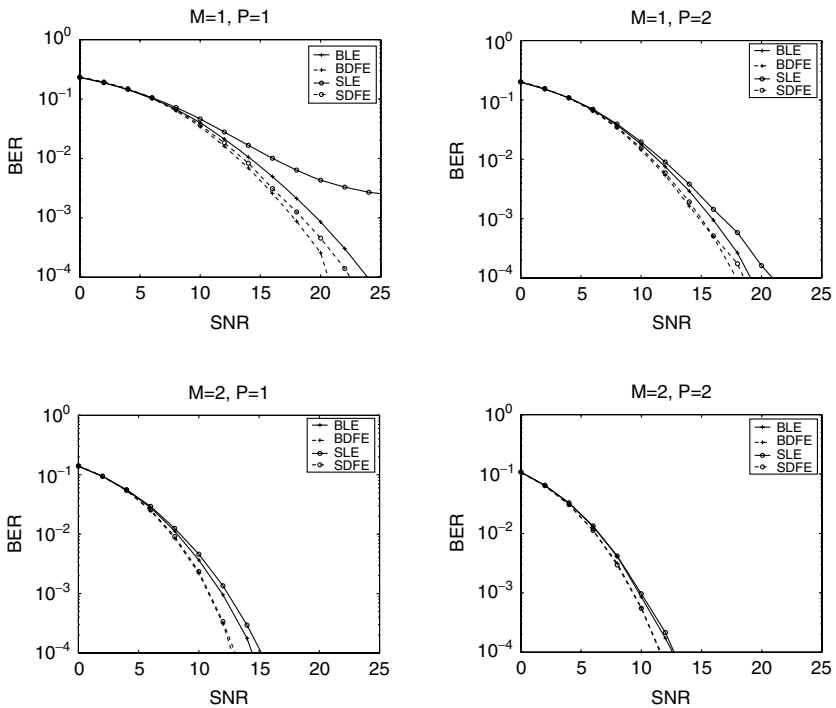 M=1, P=1
10^0
10^-1
10^-2
10^-3
10^-4
BER
0 5 10 15 20 25
SNR
BLE
BDFE
SLE
SDFE
M=1, P=2
10^0
10^-1
10^-2
10^-3
10^-4
BER
0 5 10 15 20 25
SNR
BLE
BDFE
SLE
SDFE
M=2, P=1
10^0
10^-1
10^-2
10^-3
10^-4
BER
0 5 10 15 20 25
SNR
BLE
BDFE
SLE
SDFE
M=2, P=2
10^0
10^-1
10^-2
10^-3
10^-4
BER
0 5 10 15 20 25
SNR
BLE
BDFE
SLE
SDFE